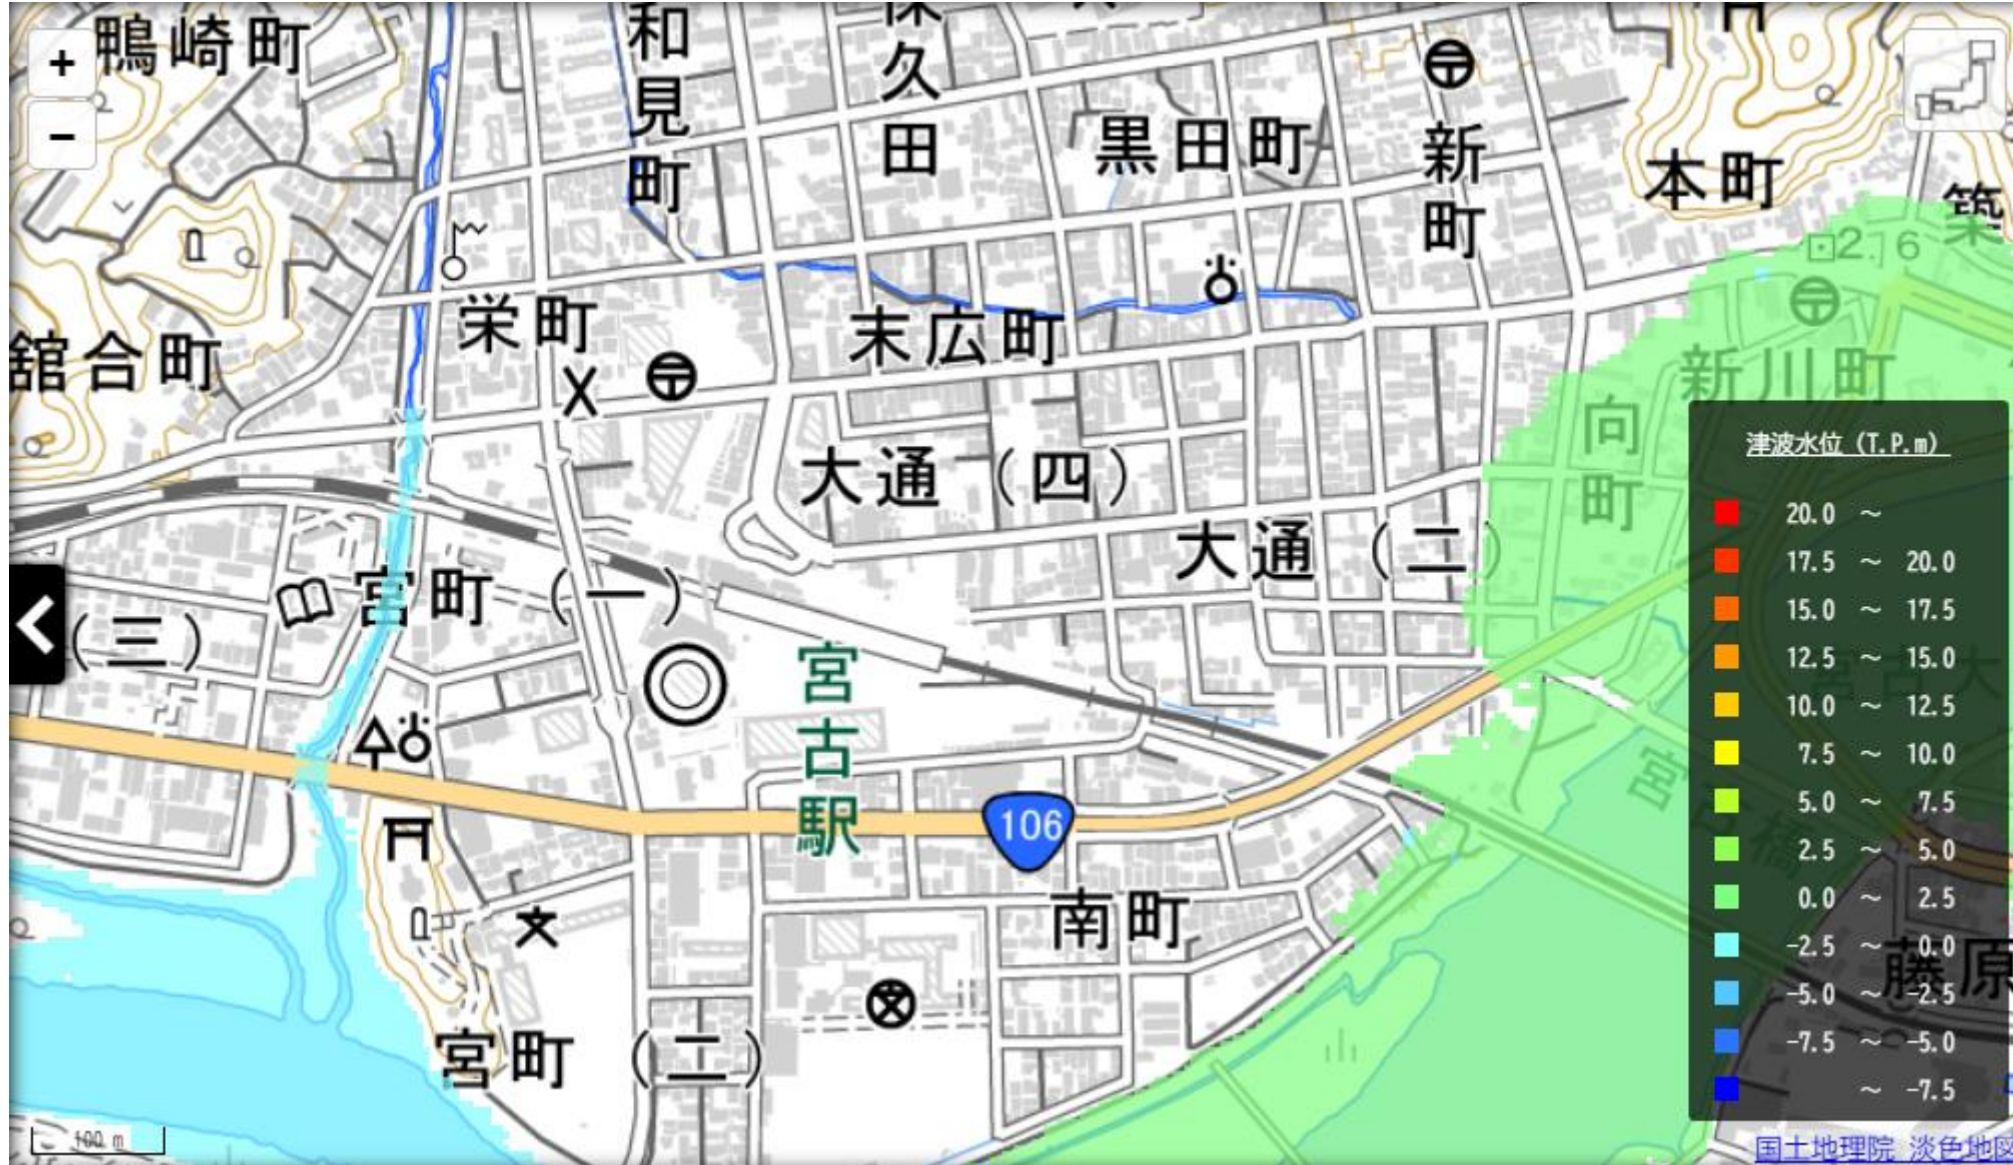 +
−
鴨崎町
和見町
保久田
黒田町
新町
本町
築
2.6
栄町
末広町
舘合町
新川町
向町
大通（四）
大通（二）
宮町（一）
（三）
宮古駅
106
南町
宮町（二）
藤原
津波水位（T.P.m）
20.0 ～
17.5 ～ 20.0
15.0 ～ 17.5
12.5 ～ 15.0
10.0 ～ 12.5
7.5 ～ 10.0
5.0 ～ 7.5
2.5 ～ 5.0
0.0 ～ 2.5
-2.5 ～ 0.0
-5.0 ～ -2.5
-7.5 ～ -5.0
～ -7.5
100 m
国土地理院 淡色地図